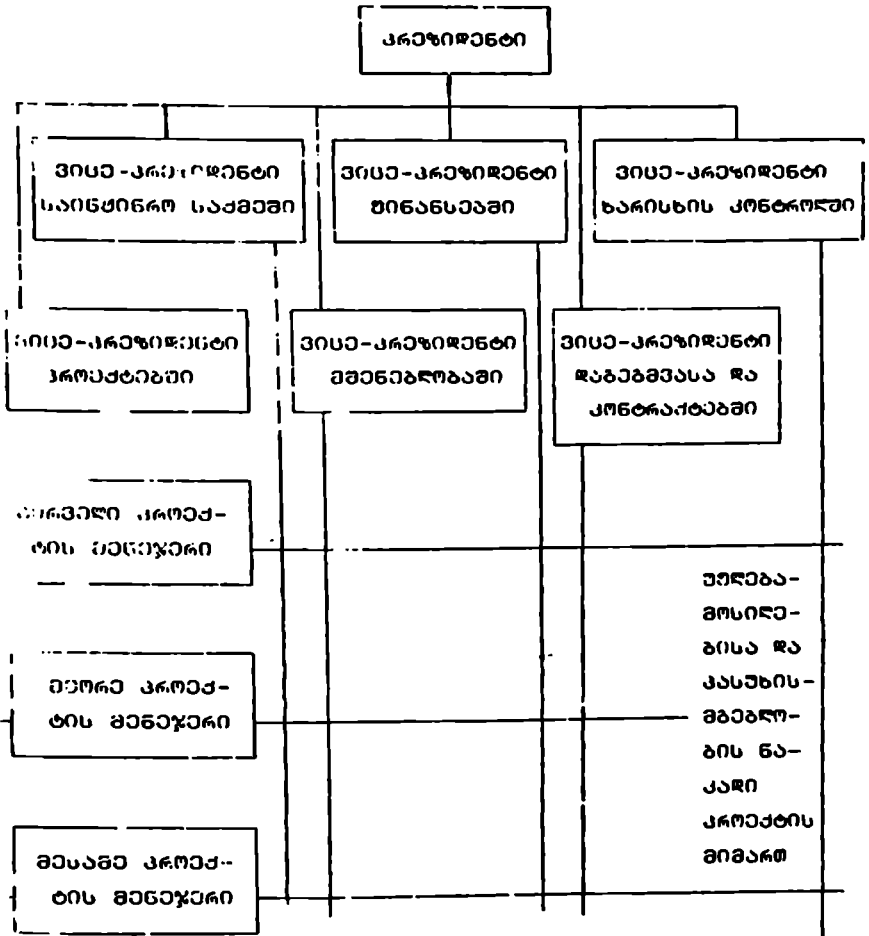 პრეზიდენტი
ვიცე-პრეზიდენტი
საინჟინრო საქმეში
ვიცე-პრეზიდენტი
ფინანსებში
ვიცე-პრეზიდენტი
ხარისხის კონტროლში
ვიცე-პრეზიდენტი
პროექტებში
ვიცე-პრეზიდენტი
მშენებლობაში
ვიცე-პრეზიდენტი
დაგეგმვასა და
კონტრაქტებში
პირველი პროექ-
ტის მენეჯერი
მეორე პროექ-
ტის მენეჯერი
მესამე პროექ-
ტის მენეჯერი
უფლება-
მოსილე-
ბისა და
პასუხის-
მგებლო-
ბის ნა-
კადი
პროექტის
მიმართ